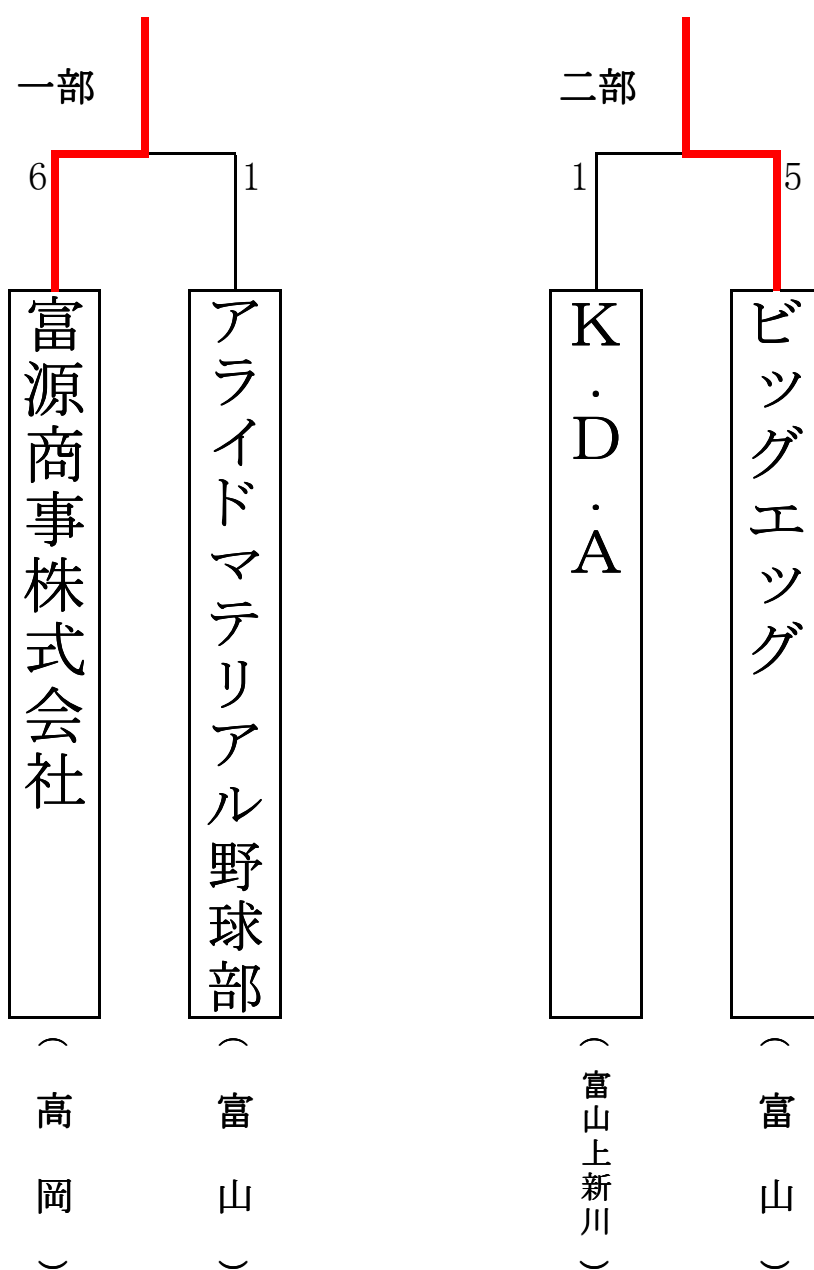 一部
6
1
富源商事株式会社
(高岡)
アライドマテリアル野球部
(富山)
二部
1
5
K.D.A
(富山上新川)
ビッグエッグ
(富山)